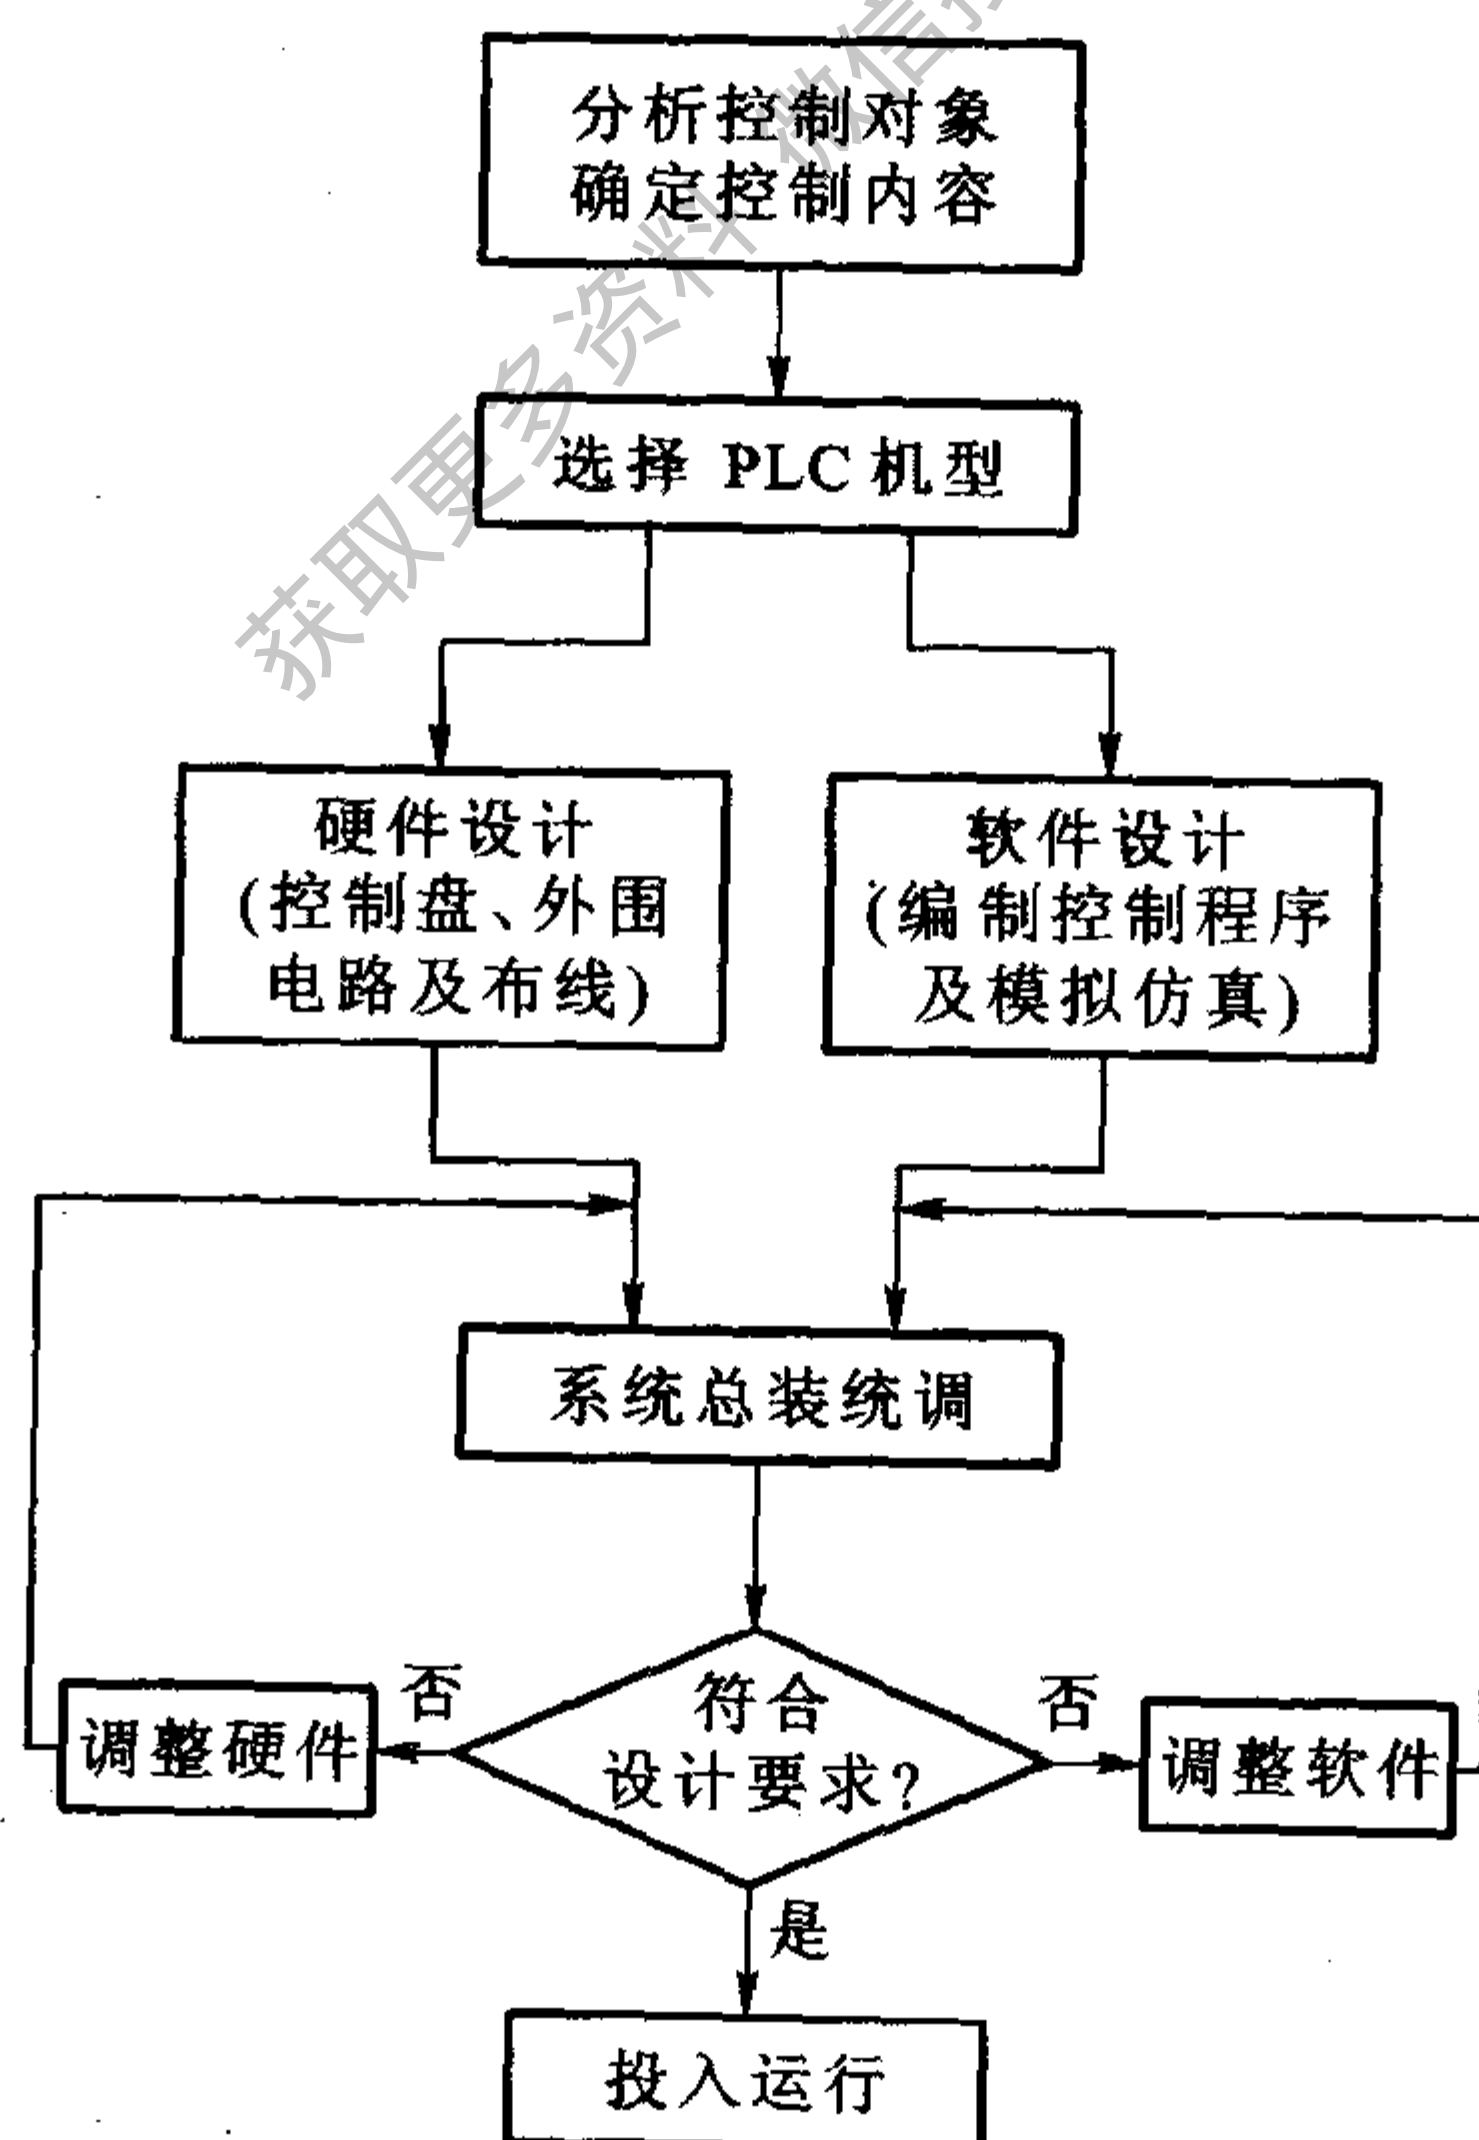 分析控制对象
确定控制内容
选择 PLC 机型
硬件设计
(控制盘、外围
电路及布线)
软件设计
(编制控制程序
及模拟仿真)
系统总装统调
符合
设计要求?
否
调整硬件
否
调整软件
是
投入运行
获取更多资料 微信搜